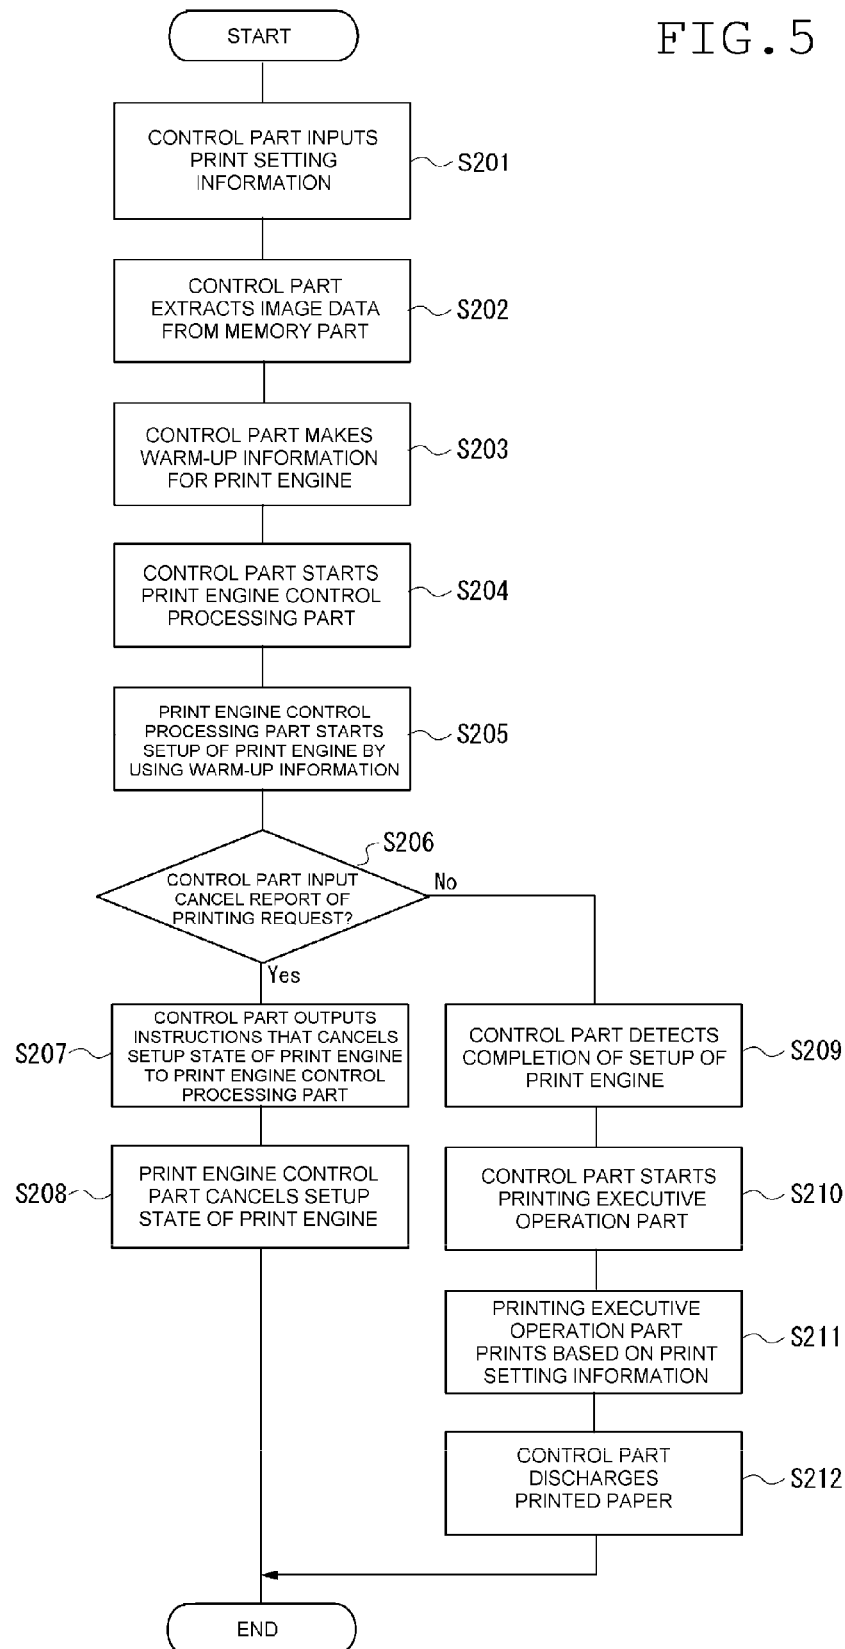 FIG.5
START
CONTROL PART INPUTS
PRINT SETTING
INFORMATION
S201
CONTROL PART
EXTRACTS IMAGE DATA
FROM MEMORY PART
S202
CONTROL PART MAKES
WARM-UP INFORMATION
FOR PRINT ENGINE
S203
CONTROL PART STARTS
PRINT ENGINE CONTROL
PROCESSING PART
S204
PRINT ENGINE CONTROL
PROCESSING PART STARTS
SETUP OF PRINT ENGINE BY
USING WARM-UP INFORMATION
S205
S206
CONTROL PART INPUT
CANCEL REPORT OF
PRINTING REQUEST?
No
Yes
S207
CONTROL PART OUTPUTS
INSTRUCTIONS THAT CANCELS
SETUP STATE OF PRINT ENGINE
TO PRINT ENGINE CONTROL
PROCESSING PART
S208
PRINT ENGINE CONTROL
PART CANCELS SETUP
STATE OF PRINT ENGINE
CONTROL PART DETECTS
COMPLETION OF SETUP OF
PRINT ENGINE
S209
CONTROL PART STARTS
PRINTING EXECUTIVE
OPERATION PART
S210
PRINTING EXECUTIVE
OPERATION PART
PRINTS BASED ON PRINT
SETTING INFORMATION
S211
CONTROL PART
DISCHARGES
PRINTED PAPER
S212
END